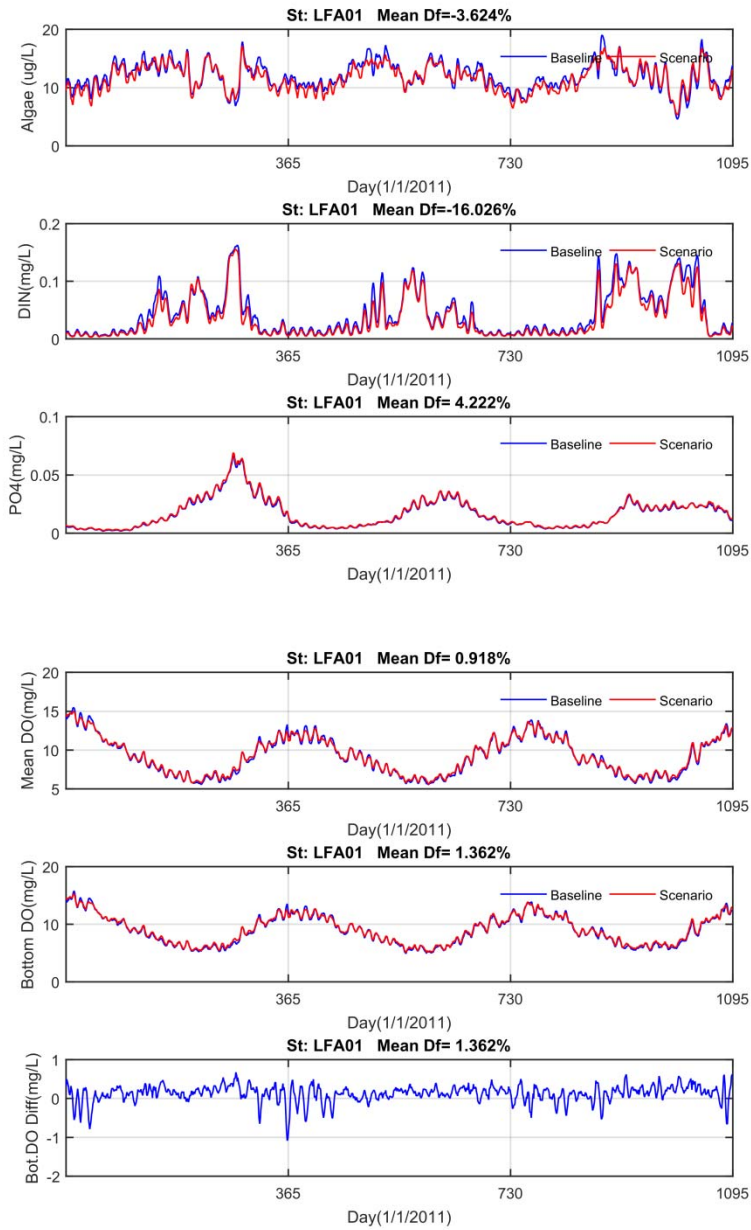 St: LFA01 Mean Df=-3.624%
20
10
0
Algae (ug/L)
Baseline Scenario
365 730 1095
Day(1/1/2011)
St: LFA01 Mean Df=-16.026%
0.2
0.1
0
DIN(mg/L)
Baseline Scenario
365 730 1095
Day(1/1/2011)
St: LFA01 Mean Df= 4.222%
0.1
0.05
0
PO4(mg/L)
Baseline Scenario
365 730 1095
Day(1/1/2011)
St: LFA01 Mean Df= 0.918%
20
15
10
5
Mean DO(mg/L)
Baseline Scenario
365 730 1095
Day(1/1/2011)
St: LFA01 Mean Df= 1.362%
20
10
0
Bottom DO(mg/L)
Baseline Scenario
365 730 1095
Day(1/1/2011)
St: LFA01 Mean Df= 1.362%
1
0
-1
-2
Bot.DO Diff(mg/L)
365 730 1095
Day(1/1/2011)